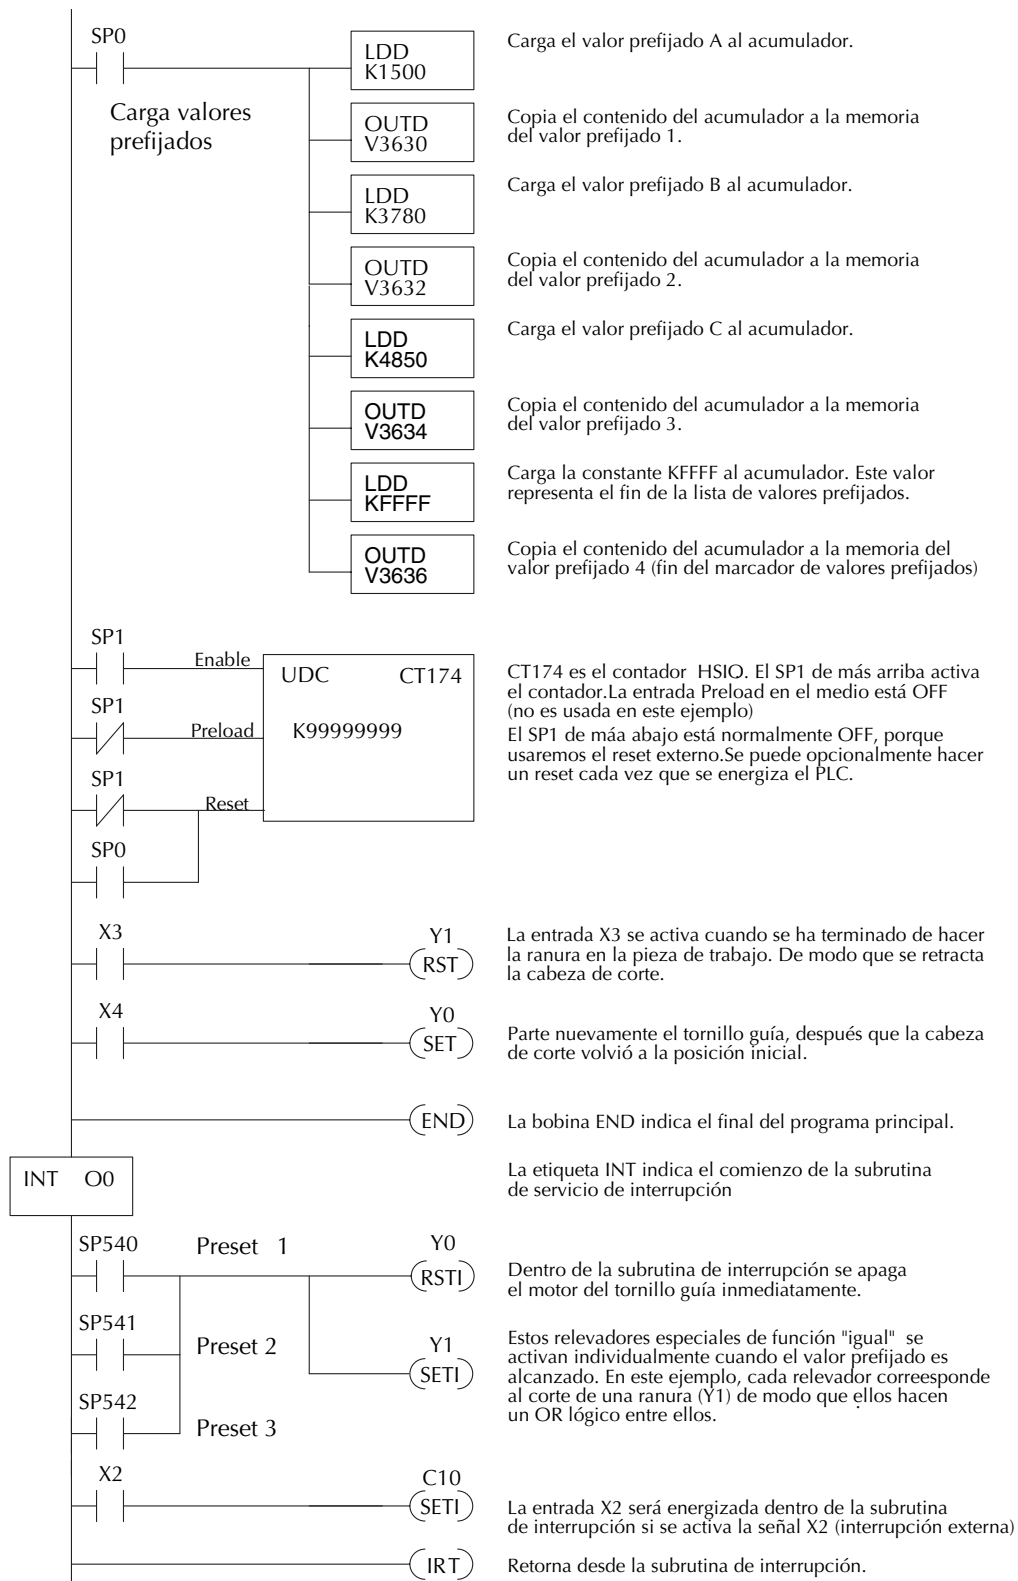 SP0
LDD
K1500
Carga el valor prefijado A al acumulador.
Carga valores
prefijados
OUTD
V3630
Copia el contenido del acumulador a la memoria
del valor prefijado 1.
LDD
K3780
Carga el valor prefijado B al acumulador.
OUTD
V3632
Copia el contenido del acumulador a la memoria
del valor prefijado 2.
LDD
K4850
Carga el valor prefijado C al acumulador.
OUTD
V3634
Copia el contenido del acumulador a la memoria
del valor prefijado 3.
LDD
KFFFF
Carga la constante KFFFF al acumulador. Este valor
representa el fin de la lista de valores prefijados.
OUTD
V3636
Copia el contenido del acumulador a la memoria del
valor prefijado 4 (fin del marcador de valores prefijados)
SP1
Enable
UDC CT174
CT174 es el contador HSIO. El SP1 de más arriba activa
el contador.La entrada Preload en el medio está OFF
(no es usada en este ejemplo)
SP1
Preload
K99999999
El SP1 de máa abajo está normalmente OFF, porque
usaremos el reset externo.Se puede opcionalmente hacer
un reset cada vez que se energiza el PLC.
SP1
Reset
SP0
X3
Y1
RST
La entrada X3 se activa cuando se ha terminado de hacer
la ranura en la pieza de trabajo. De modo que se retracta
la cabeza de corte.
X4
Y0
SET
Parte nuevamente el tornillo guía, después que la cabeza
de corte volvió a la posición inicial.
END
La bobina END indica el final del programa principal.
INT O0
La etiqueta INT indica el comienzo de la subrutina
de servicio de interrupción
SP540
Preset 1
Y0
RSTI
Dentro de la subrutina de interrupción se apaga
el motor del tornillo guía inmediatamente.
SP541
Preset 2
Y1
SETI
Estos relevadores especiales de función "igual" se
activan individualmente cuando el valor prefijado es
alcanzado. En este ejemplo, cada relevador correesponde
al corte de una ranura (Y1) de modo que ellos hacen
un OR lógico entre ellos.
SP542
Preset 3
X2
C10
SETI
La entrada X2 será energizada dentro de la subrutina
de interrupción si se activa la señal X2 (interrupción externa)
IRT
Retorna desde la subrutina de interrupción.